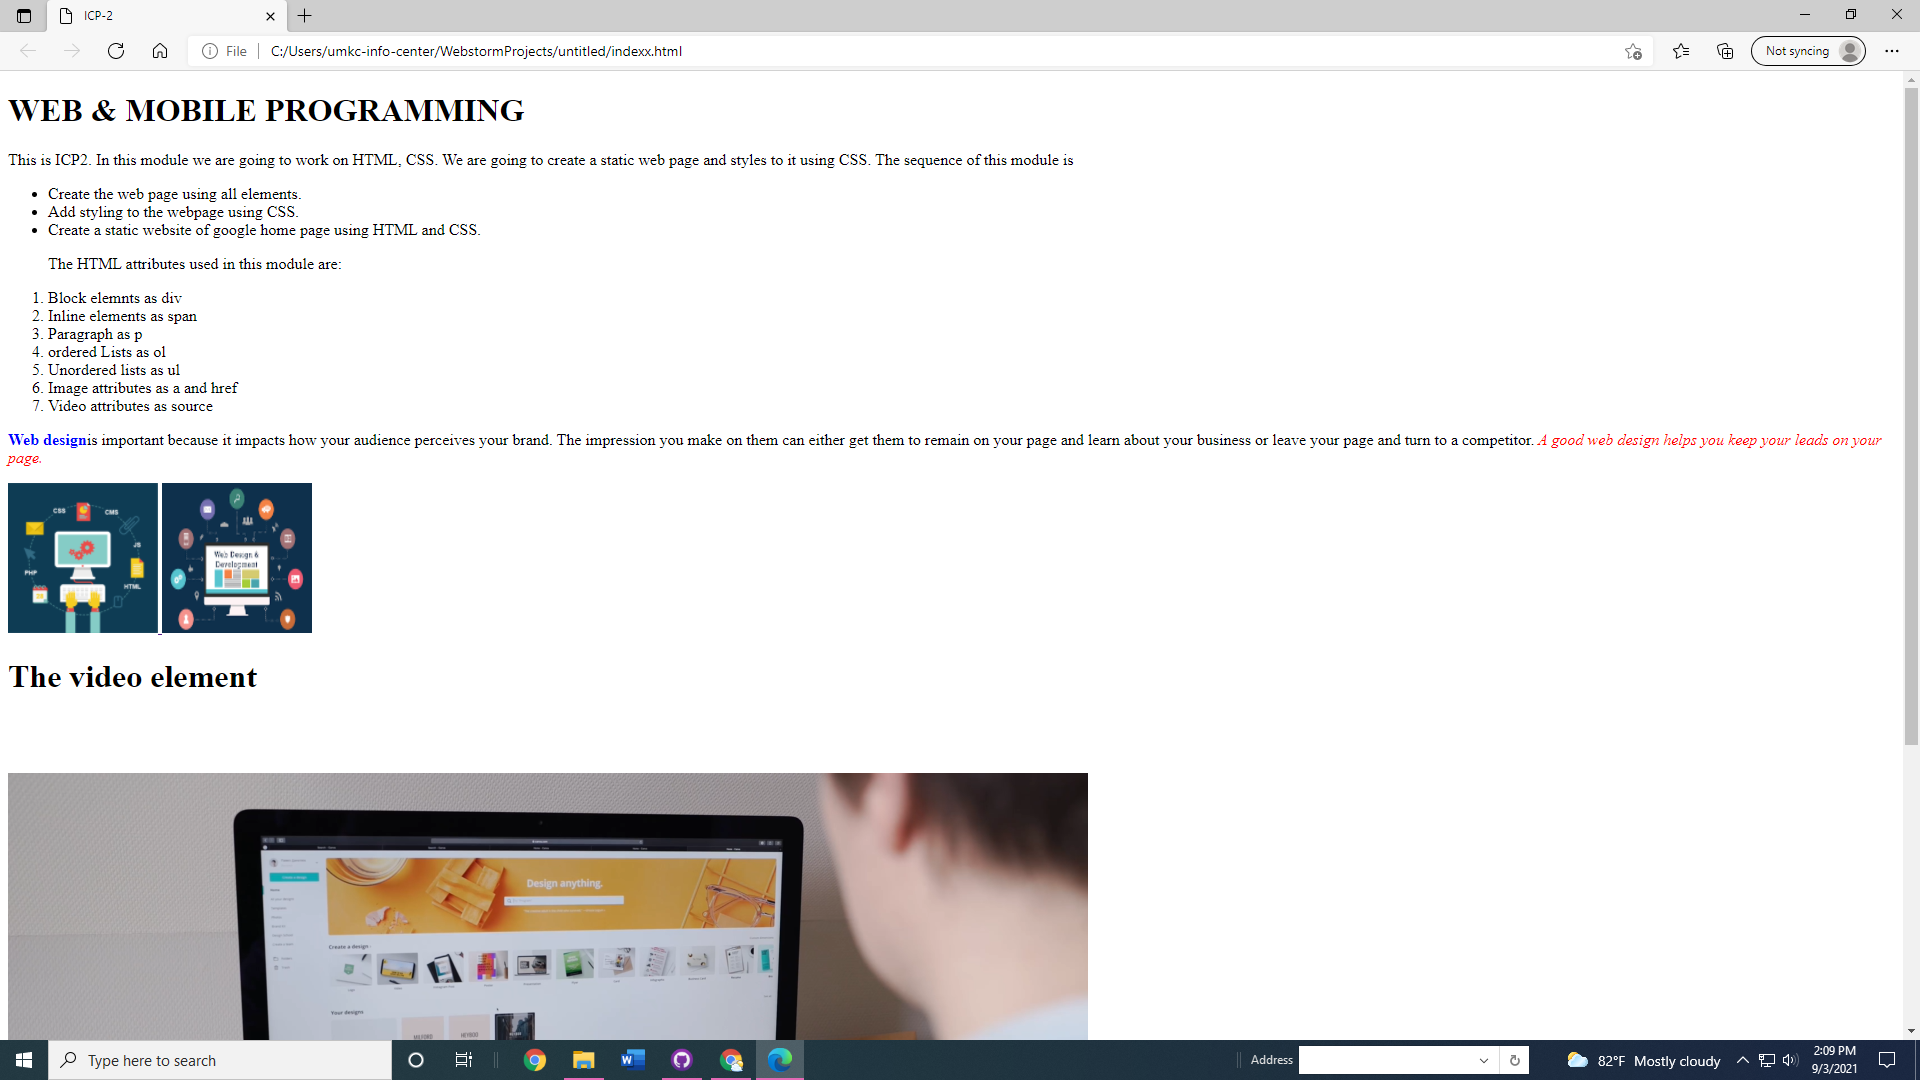 ICP-2
File
C:/Users/umkc-info-center/WebstormProjects/untitled/indexx.html
Not syncing
WEB & MOBILE PROGRAMMING
This is ICP2. In this module we are going to work on HTML, CSS. We are going to create a static web page and styles to it using CSS. The sequence of this module is
• Create the web page using all elements.
• Add styling to the webpage using CSS.
• Create a static website of google home page using HTML and CSS.
The HTML attributes used in this module are:
1. Block elemnts as div
2. Inline elements as span
3. Paragraph as p
4. ordered Lists as ol
5. Unordered lists as ul
6. Image attributes as a and href
7. Video attributes as source
Web designis important because it impacts how your audience perceives your brand. The impression you make on them can either get them to remain on your page and learn about your business or leave your page and turn to a competitor. A good web design helps you keep your leads on your
page.
CSS
CMS
JS
PHP
HTML
Web Design &
Development
The video element
Design anything.
Create a design
Your designs
Type here to search
Address
82°F Mostly cloudy
2:09 PM
9/3/2021